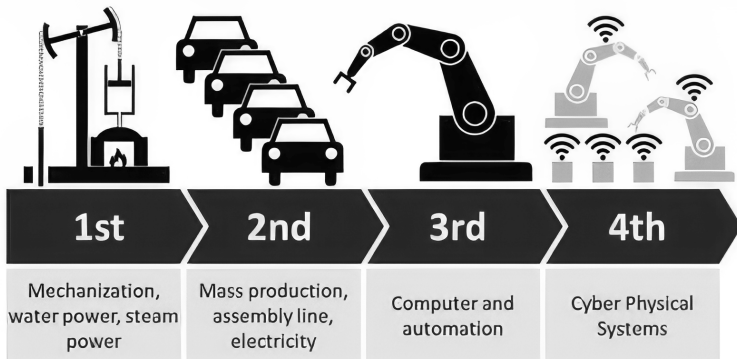 1st
2nd
3rd
4th
Mechanization,
water power, steam
power
Mass production,
assembly line,
electricity
Computer and
automation
Cyber Physical
Systems